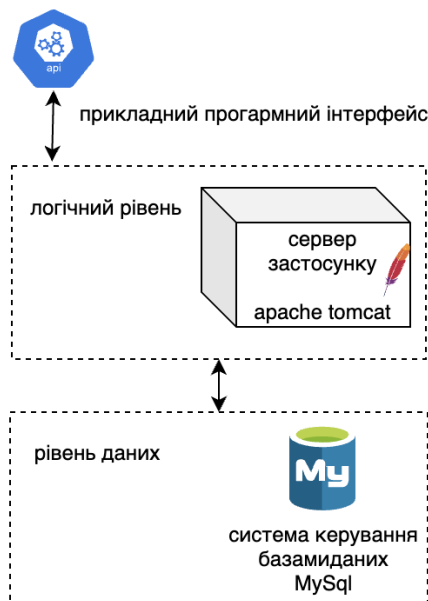 api
прикладний прогармний інтерфейс
логічний рівень
сервер
застосунку
apache tomcat
рівень даних
My
система керування
базамиданих
MySql